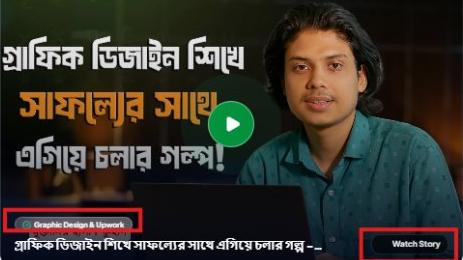 গ্রাফিক ডিজাইন শিখে
সাফল্যের সাথে
এগিয়ে চলার গল্প!
Graphic Design & Upwork
গ্রাফিক ডিজাইন শিখে সাফল্যের সাথে এগিয়ে চলার গল্প -...
Watch Story